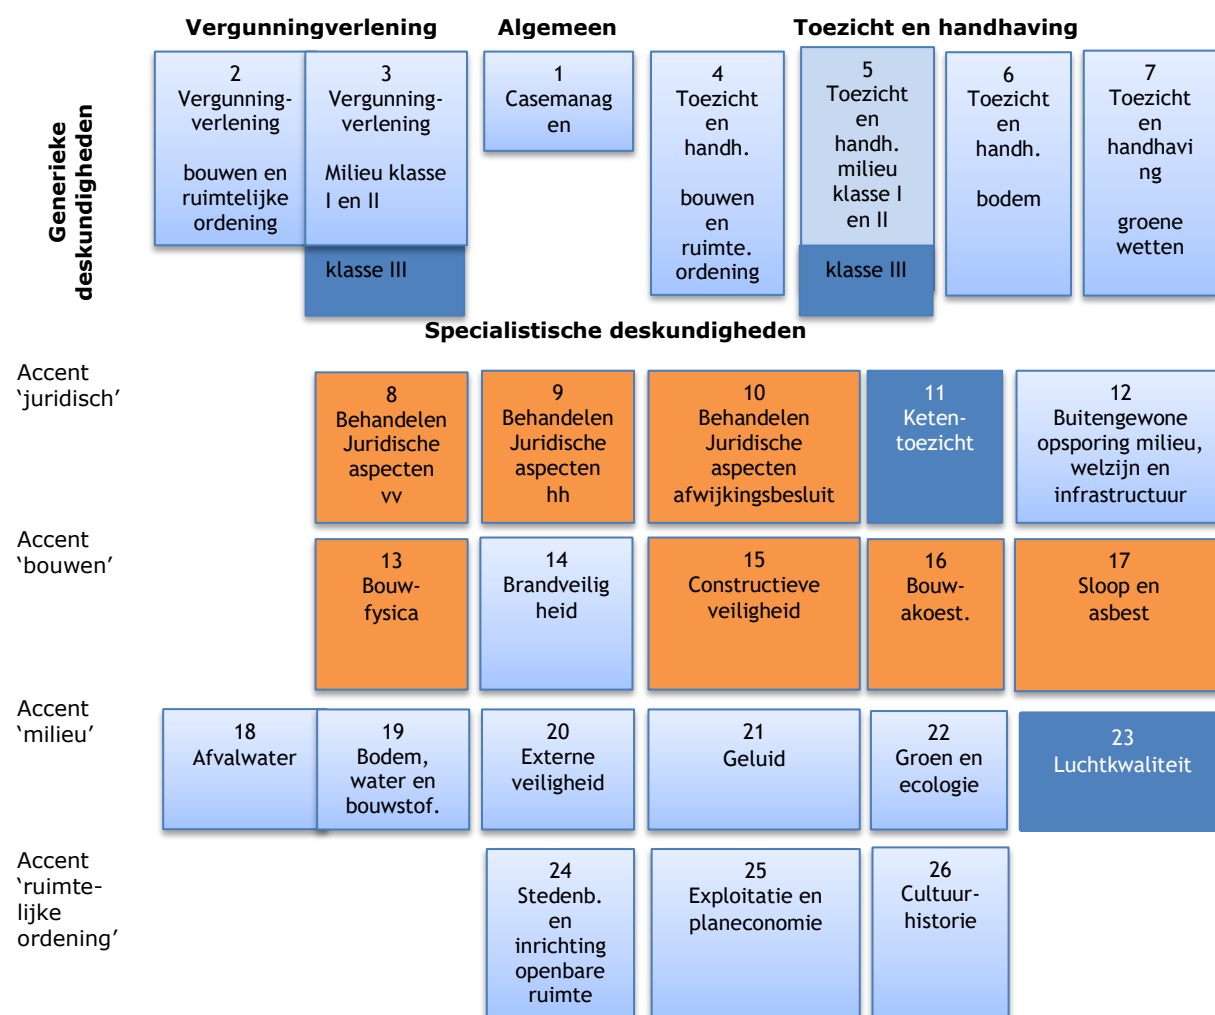 Vergunningverlening
Algemeen
Toezicht en handhaving
Generieke
deskundigheden
2
Vergunning-
verlening
bouwen en
ruimtelijke
ordening
3
Vergunning-
verlening
Milieu klasse
I en II
klasse III
1
Casemanag
en
4
Toezicht
en
handh.
bouwen
en
ruimte.
ordening
5
Toezicht
en
handh.
milieu
klasse I
en II
klasse III
6
Toezicht
en
handh.
bodem
7
Toezicht
en
handhavi
ng
groene
wetten
Specialistische deskundigheden
Accent
‘juridisch’
8
Behandelen
Juridische
aspecten
vv
9
Behandelen
Juridische
aspecten
hh
10
Behandelen
Juridische
aspecten
afwijkingsbesluit
11
Keten-
toezicht
12
Buitengewone
opsporing milieu,
welzijn en
infrastructuur
Accent
‘bouwen’
13
Bouw-
fysica
14
Brandveilig
heid
15
Constructieve
veiligheid
16
Bouw-
akoest.
17
Sloop en
asbest
Accent
‘milieu’
18
Afvalwater
19
Bodem,
water en
bouwstof.
20
Externe
veiligheid
21
Geluid
22
Groen en
ecologie
23
Luchtkwaliteit
Accent
‘ruimte-
lijke
ordening’
24
Stedenb.
en
inrichting
openbare
ruimte
25
Exploitatie en
planeconomie
26
Cultuur-
historie